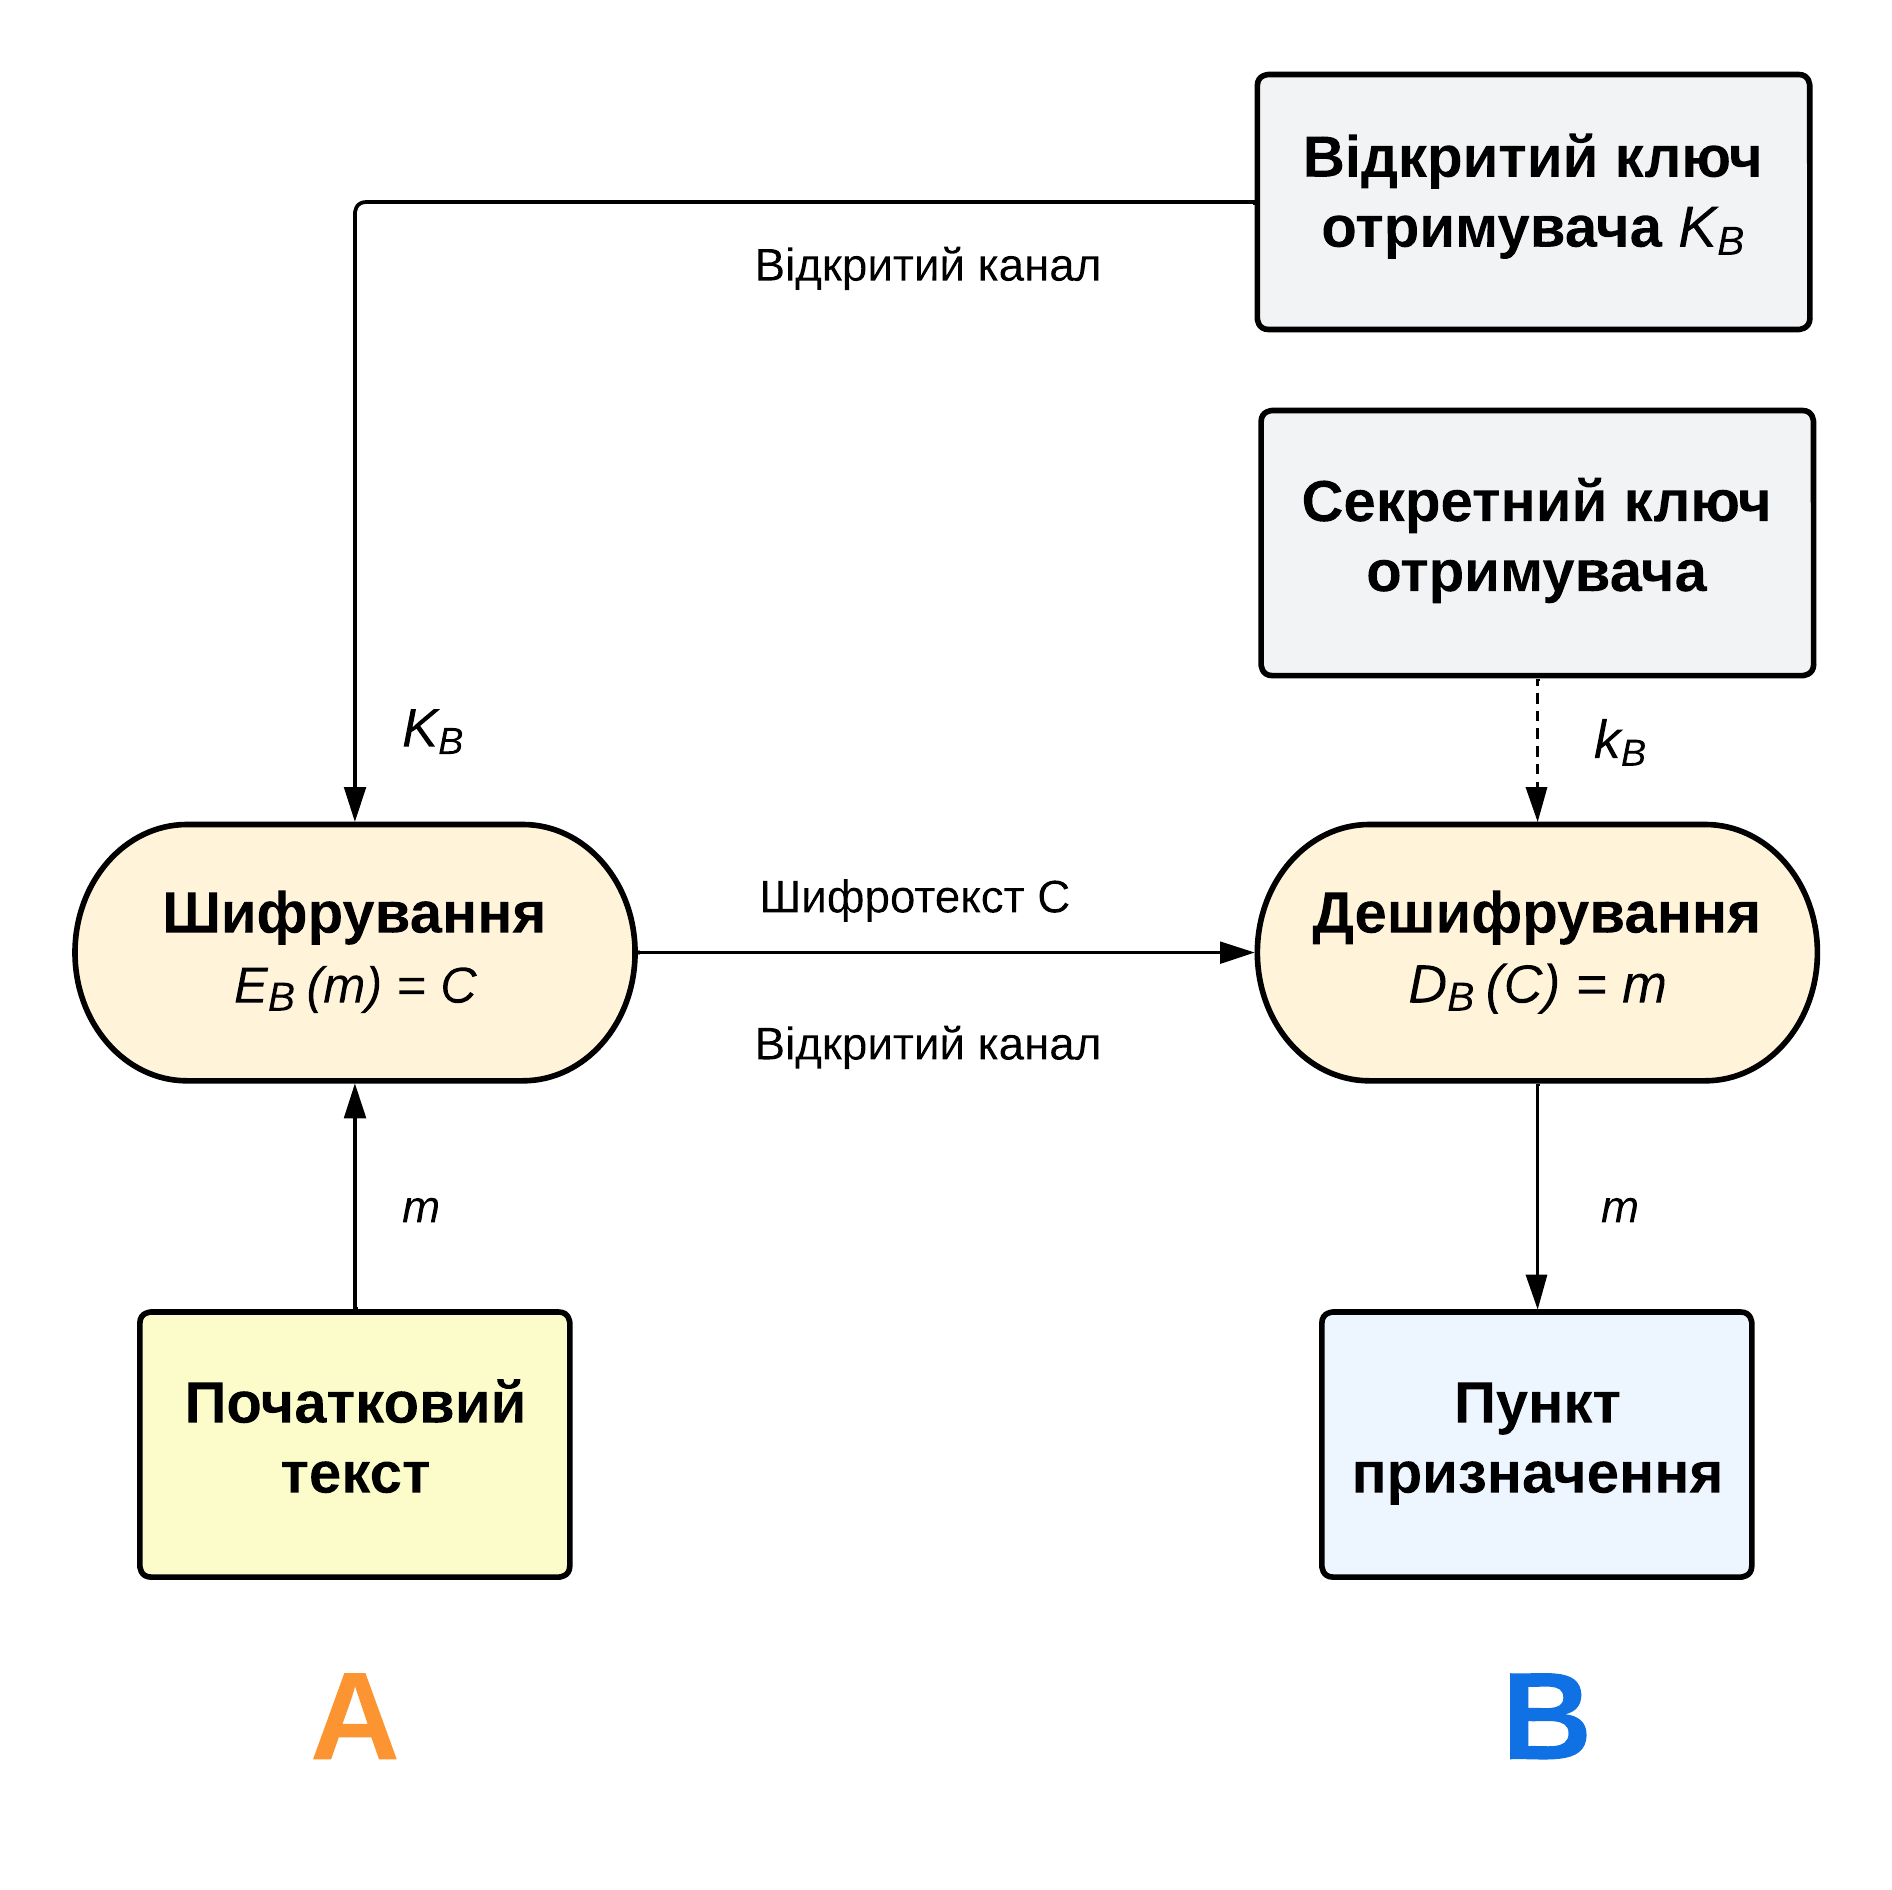 Відкритий ключ
отримувача K_B
Відкритий канал
Секретний ключ
отримувача
K_B
k_B
Шифрування
E_B (m) = C
Шифротекст С
Відкритий канал
Дешифрування
D_B (C) = m
m
m
Початковий
текст
Пункт
призначення
A
B